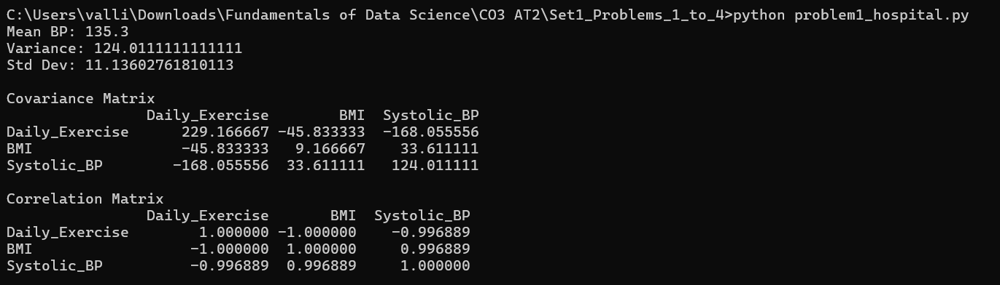 C:\Users\valli\Downloads\Fundamentals of Data Science\CO3 AT2\Set1_Problems_1_to_4>python problem1_hospital.py
Mean BP: 135.3
Variance: 124.0111111111111
Std Dev: 11.13602761810113
Covariance Matrix
Daily_Exercise BMI Systolic_BP
Daily_Exercise 229.166667 -45.833333 -168.055556
BMI -45.833333 9.166667 33.611111
Systolic_BP -168.055556 33.611111 124.011111
Correlation Matrix
Daily_Exercise BMI Systolic_BP
Daily_Exercise 1.000000 -1.000000 -0.996889
BMI -1.000000 1.000000 0.996889
Systolic_BP -0.996889 0.996889 1.000000